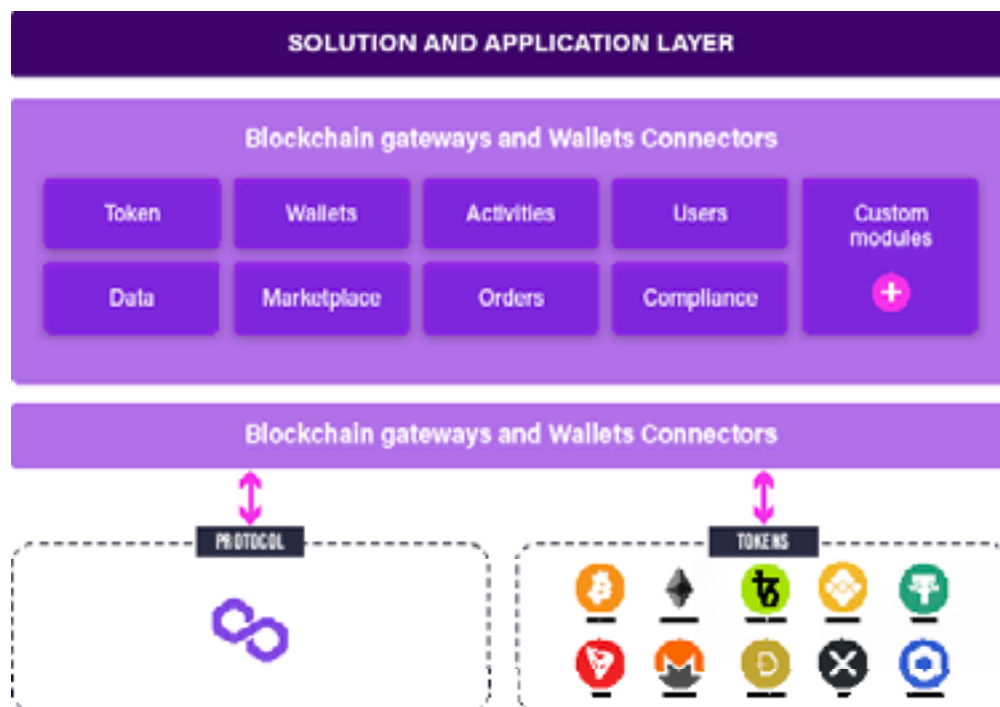 SOLUTION AND APPLICATION LAYER
Blockchain gateways and Wallets Connectors
Token
Wallets
Activities
Users
Custom
modules
Data
Marketplace
Orders
Compliance
Blockchain gateways and Wallets Connectors
PROTOCOL
TOKENS